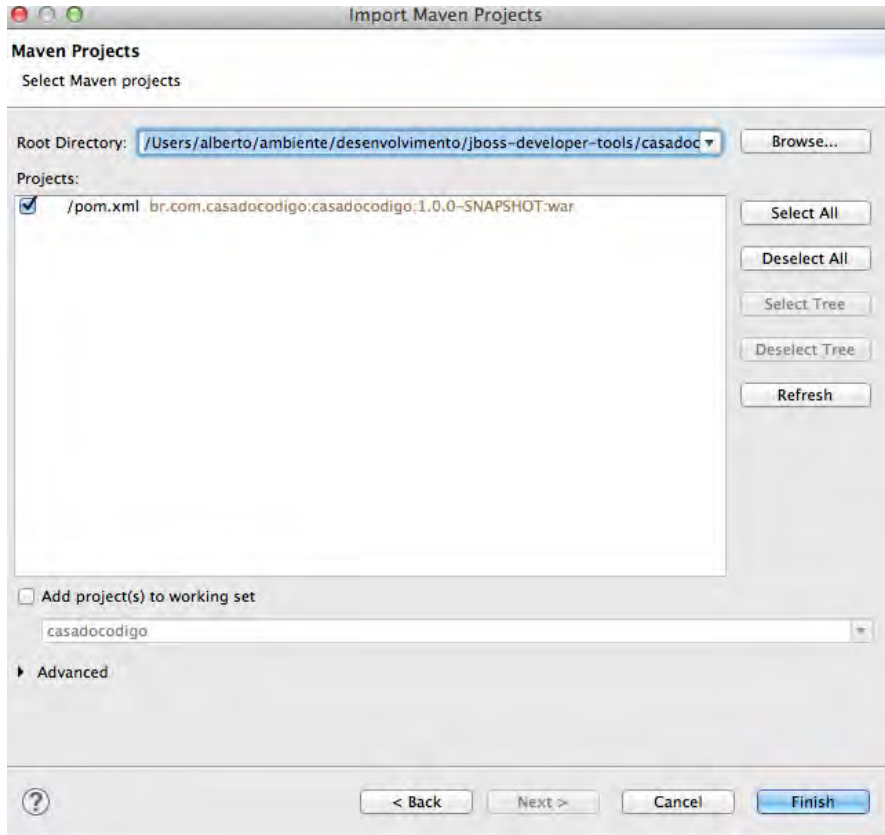 Import Maven Projects
Maven Projects
Select Maven projects
Root Directory: /Users/alberto/ambiente/desenvolvimento/jboss-developer-tools/casadoc
Browse...
Projects:
/pom.xml br.com.casadocodigo:casadocodigo:1.0.0-SNAPSHOT:war
Select All
Deselect All
Select Tree
Deselect Tree
Refresh
Add project(s) to working set
casadocodigo
Advanced
?
< Back
Next >
Cancel
Finish